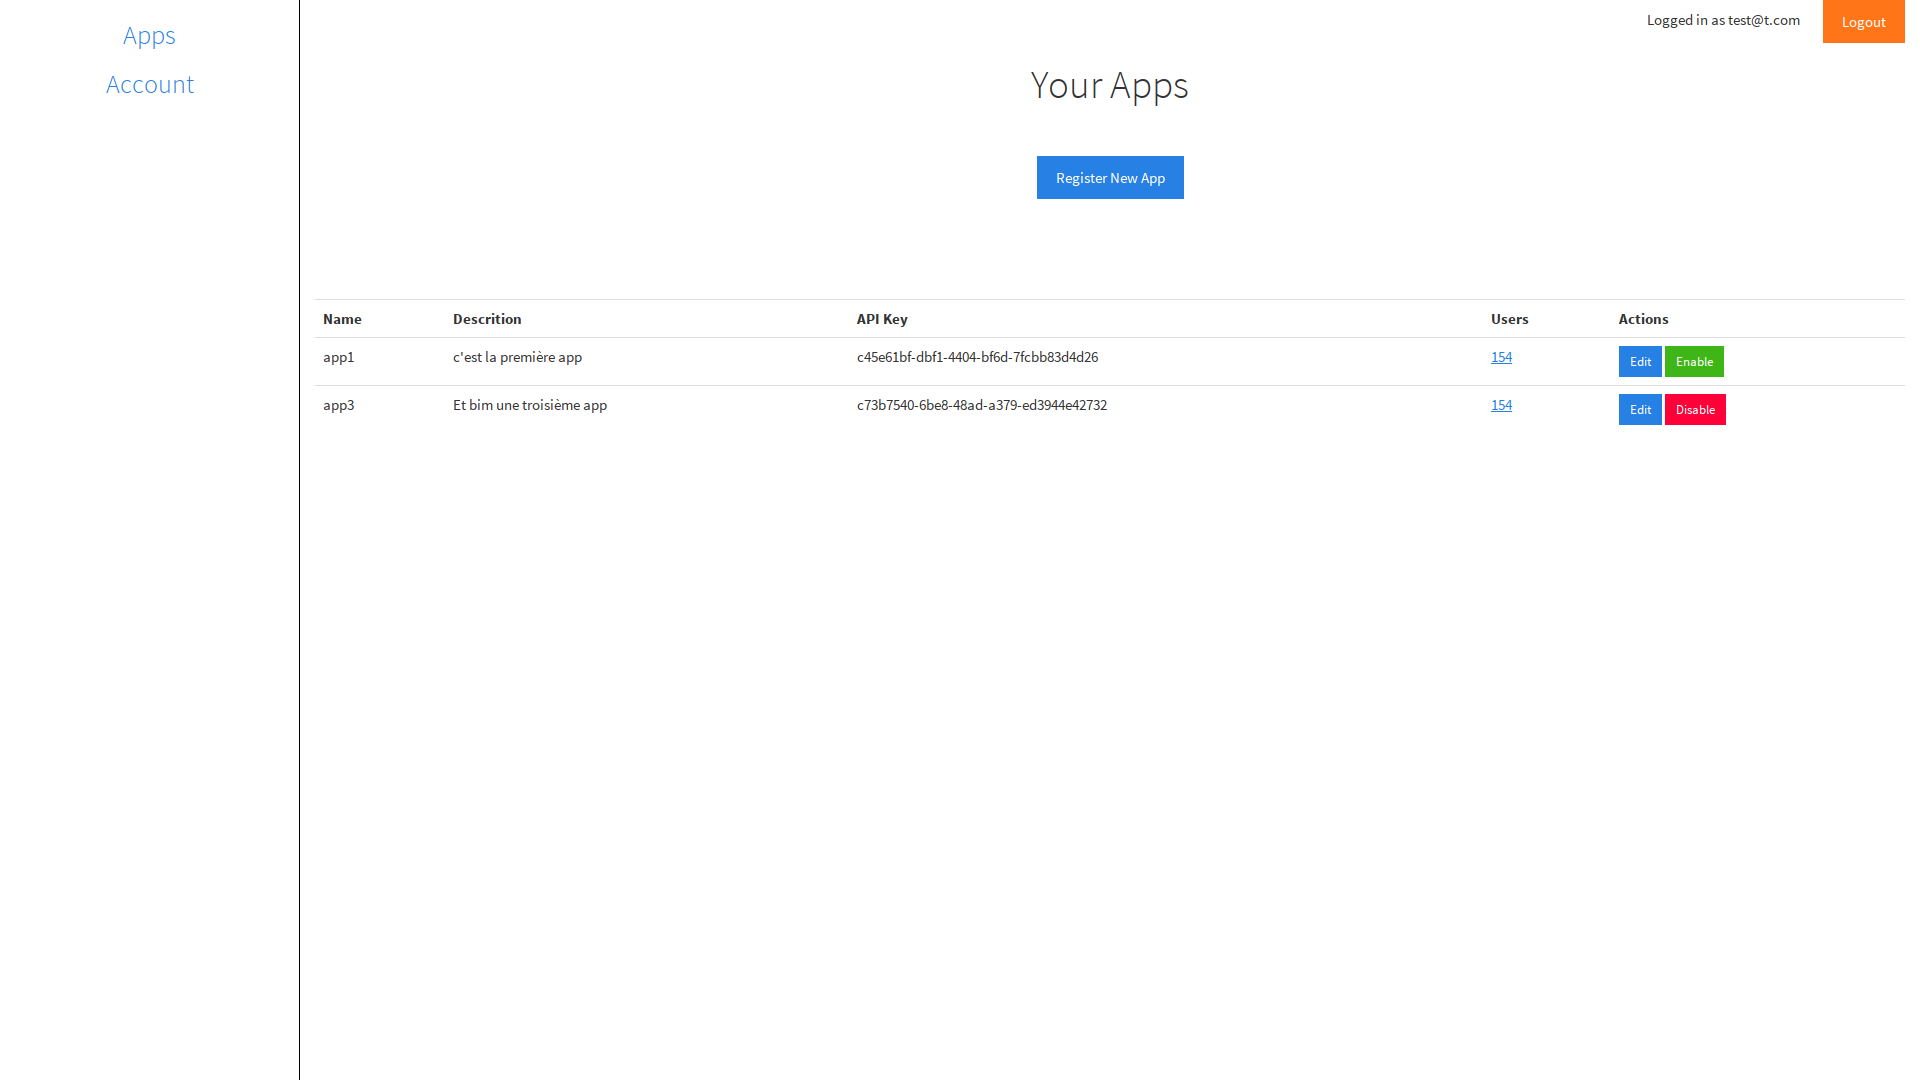 Apps
Account
Logged in as test@t.com Logout
Your Apps
Register New App
Name Descrition API Key Users Actions
app1 c'est la première app c45e61bf-dbf1-4404-bf6d-7fcbb83d4d26 154 Edit Enable
app3 Et bim une troisième app c73b7540-6be8-48ad-a379-ed3944e42732 154 Edit Disable